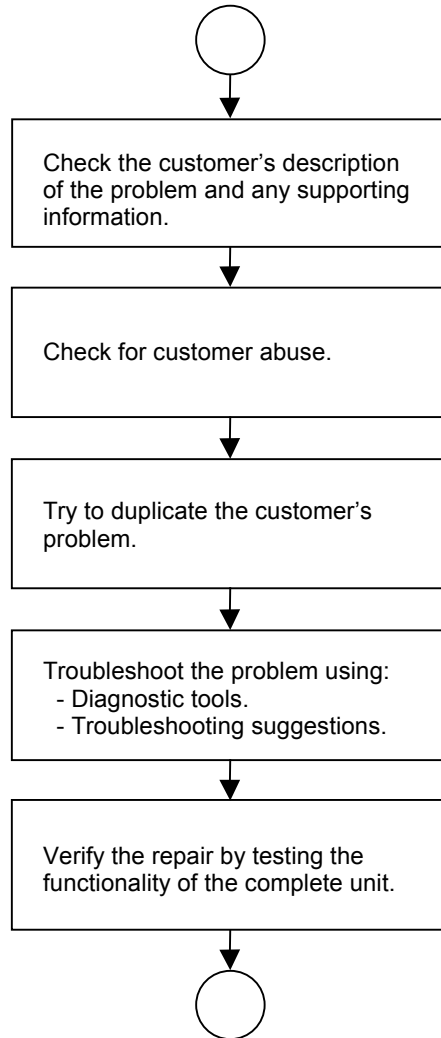 Check the customer’s description
of the problem and any supporting
information.
Check for customer abuse.
Try to duplicate the customer’s
problem.
Troubleshoot the problem using:
- Diagnostic tools.
- Troubleshooting suggestions.
Verify the repair by testing the
functionality of the complete unit.